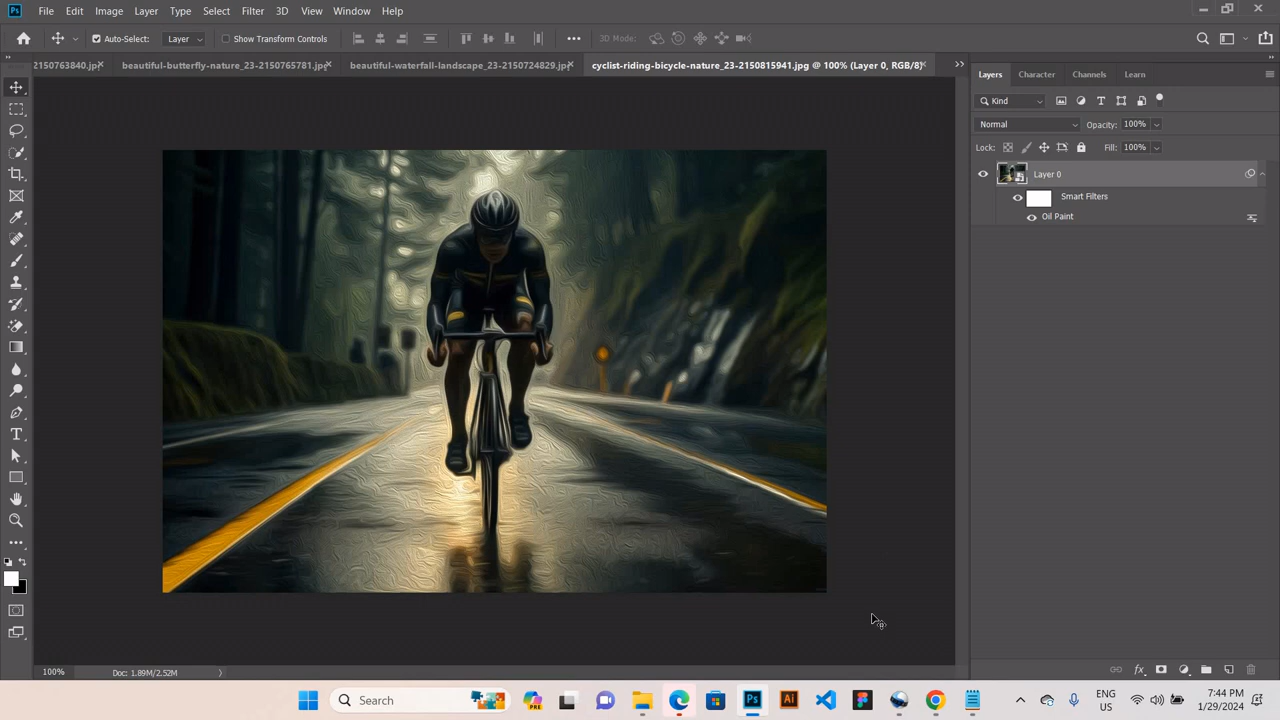 File Edit Image Layer Type Select Filter 3D View Window Help
Auto-Select: Layer Show Transform Controls 3D Mode:
2150763840.jpg beautiful-butterfly-nature_23-2150765781.jpg beautiful-waterfall-landscape_23-2150724829.jpg cyclist-riding-bicycle-nature_23-2150815941.jpg @ 100% (Layer 0, RGB/8)
Layers Character Channels Learn
Kind
Normal Opacity: 100%
Lock: Fill: 100%
Layer 0
Smart Filters
Oil Paint
100% Doc: 1.89M/2.52M
Search PRE Ps Ai
ENG
US
7:44 PM
1/29/2024